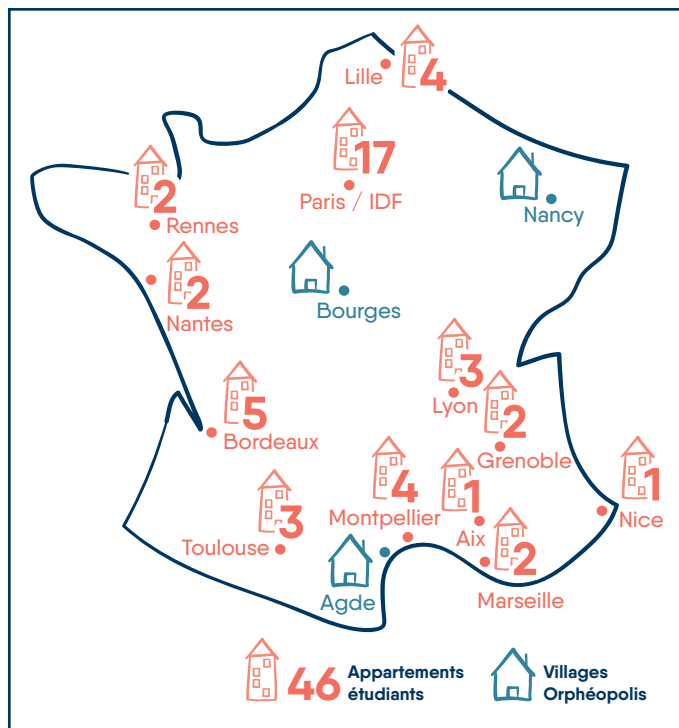 4
Lille
17
Paris / IDF
2
Rennes
Nancy
2
Nantes
Bourges
3
Lyon
5
Bordeaux
2
Grenoble
3
Toulouse
4
Montpellier
1
Aix
1
Nice
2
Marseille
Agde
46 Appartements
étudiants
Villages
Orphéopolis